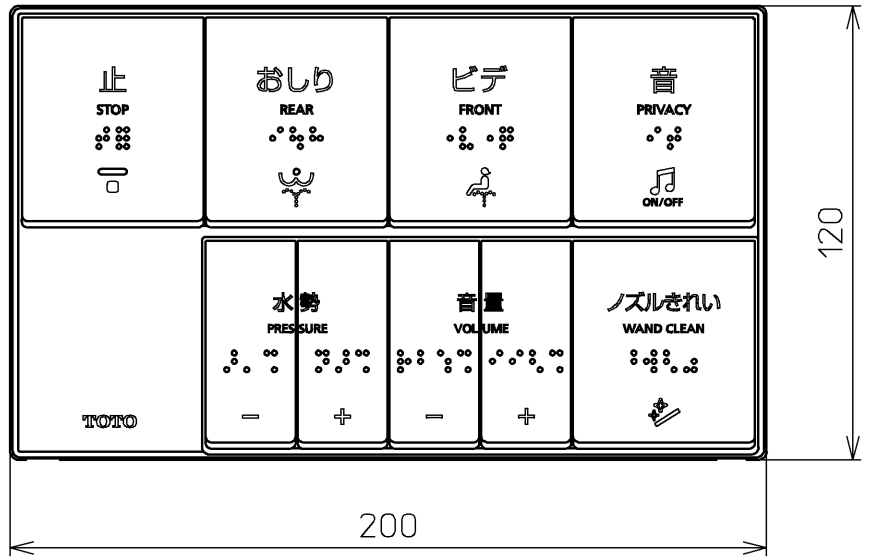 止 おしり ビデ 音
STOP REAR FRONT PRIVACY
ON/OFF
水勢 音量 ノズルきれい
PRESSURE VOLUME WAND CLEAN
− + − +
TOTO
120
200